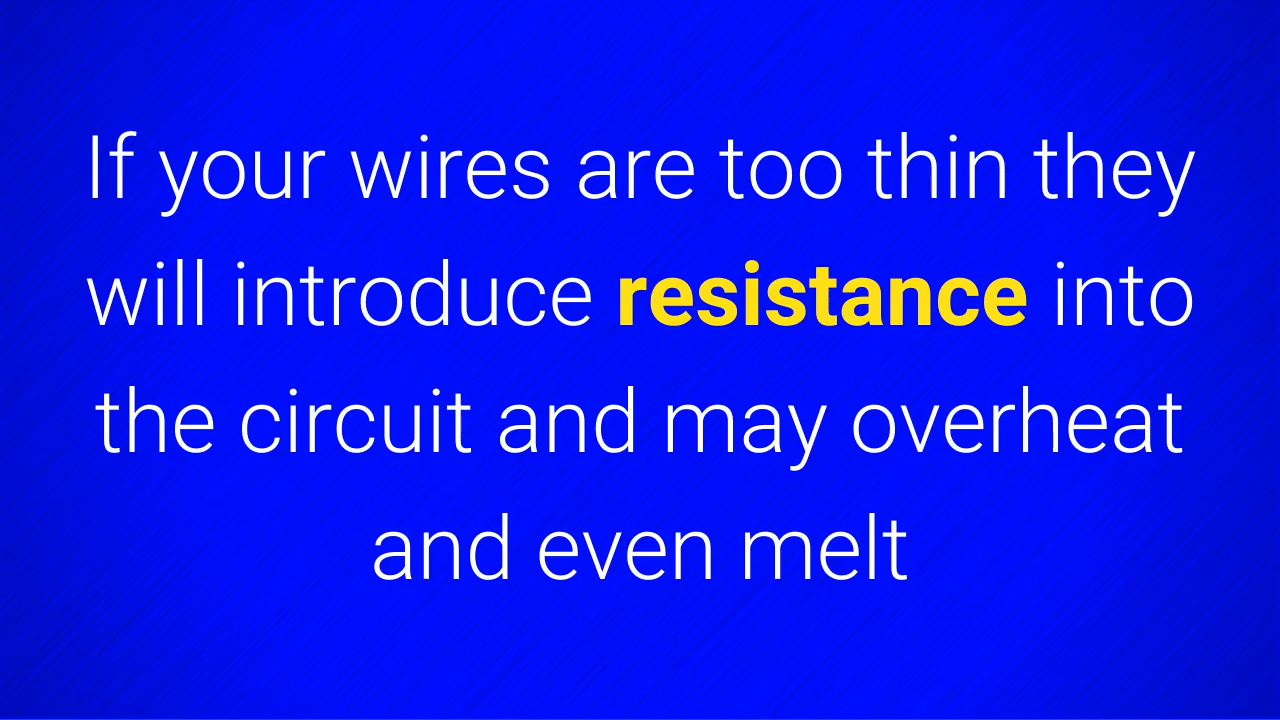 If your wires are too thin they
will introduce resistance into
the circuit and may overheat
and even melt